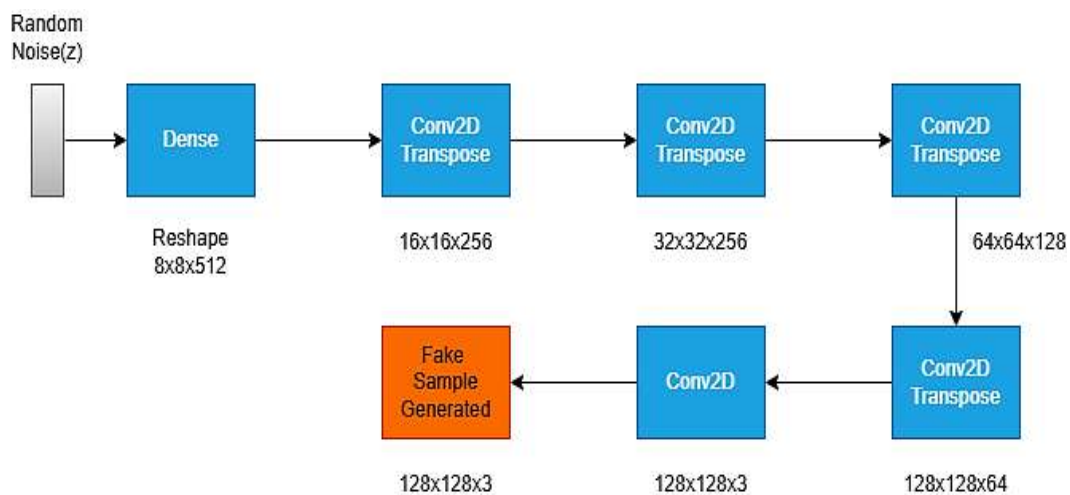 Random
Noise(z)
Dense
Conv2D
Transpose
Conv2D
Transpose
Conv2D
Transpose
Reshape
8x8x512
16x16x256
32x32x256
64x64x128
Fake
Sample
Generated
Conv2D
Conv2D
Transpose
128x128x3
128x128x3
128x128x64